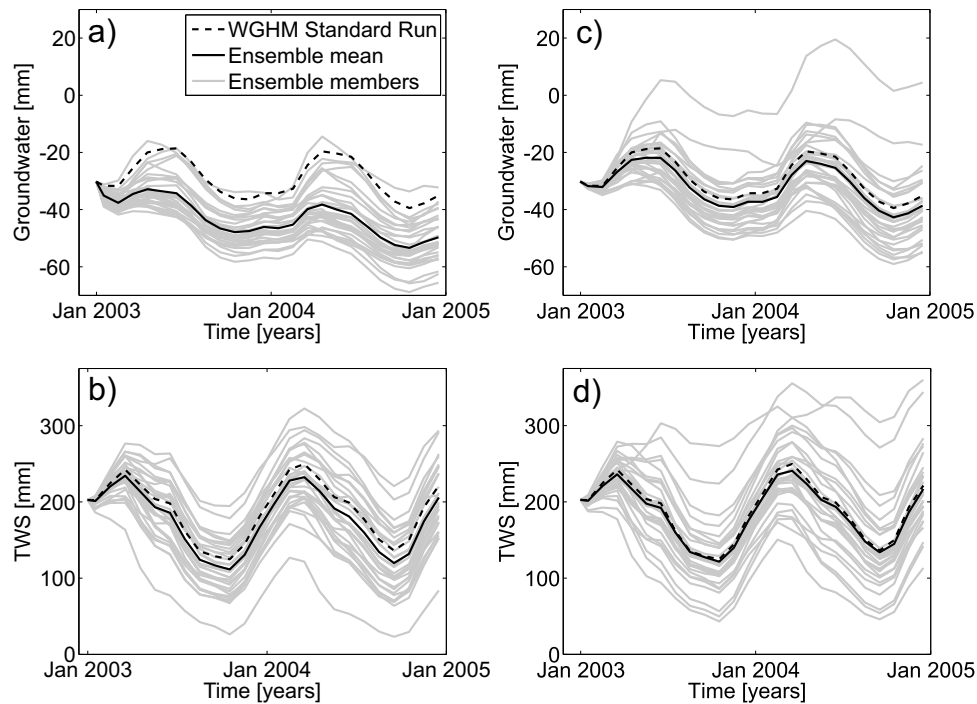 a)
WGHM Standard Run
Ensemble mean
Ensemble members
Groundwater [mm]
20
0
-20
-40
-60
Jan 2003
Jan 2004
Jan 2005
Time [years]
c)
Groundwater [mm]
20
0
-20
-40
-60
Jan 2003
Jan 2004
Jan 2005
Time [years]
b)
TWS [mm]
300
200
100
0
Jan 2003
Jan 2004
Jan 2005
Time [years]
d)
TWS [mm]
300
200
100
0
Jan 2003
Jan 2004
Jan 2005
Time [years]